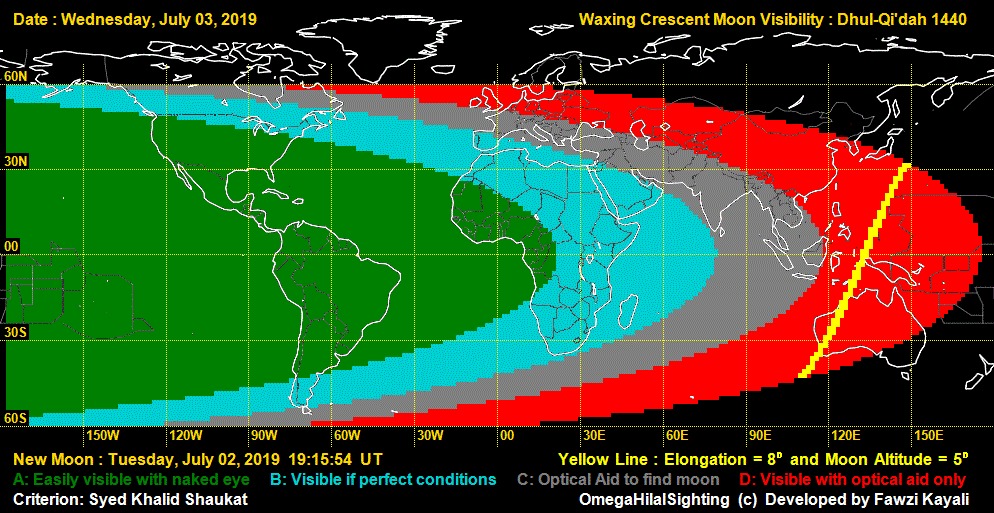 Date : Wednesday, July 03, 2019 Waxing Crescent Moon Visibility : Dhul-Qi'dah 1440
60N
30N
00
30S
60S
150W 120W 90W 60W 30W 00 30E 60E 90E 120E 150E
New Moon : Tuesday, July 02, 2019 19:15:54 UT Yellow Line : Elongation = 8º and Moon Altitude = 5º
A: Easily visible with naked eye B: Visible if perfect conditions C: Optical Aid to find moon D: Visible with optical aid only
Criterion: Syed Khalid Shaukat OmegaHilalSighting (c) Developed by Fawzi Kayali